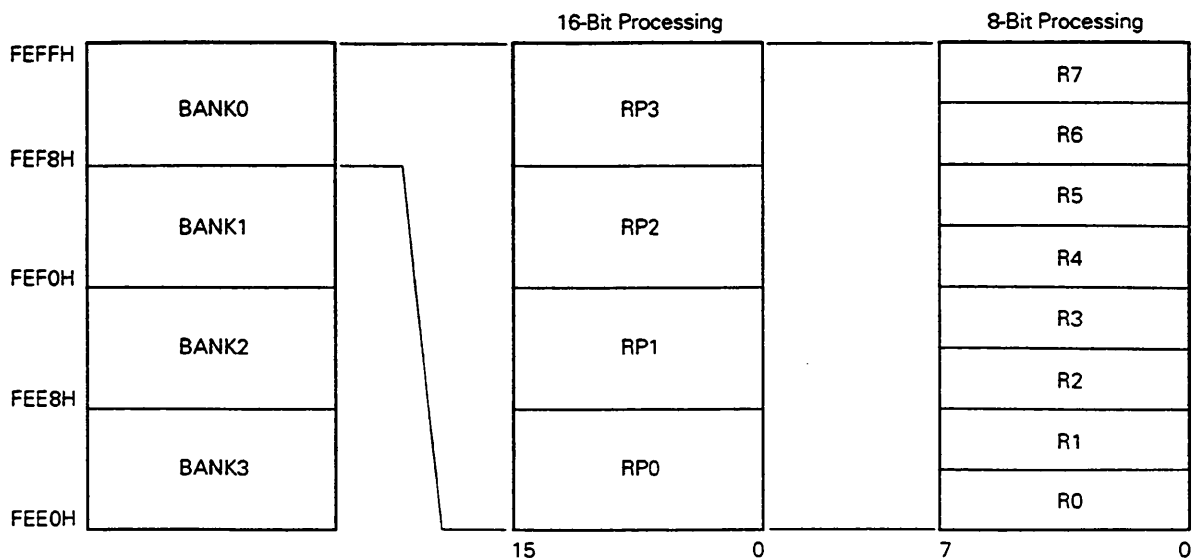 16-Bit Processing
8-Bit Processing
FEFFH
BANK0
RP3
R7
R6
FEF8H
BANK1
RP2
R5
R4
FEF0H
BANK2
RP1
R3
R2
FEE8H
BANK3
RP0
R1
R0
FEE0H
15
0
7
0